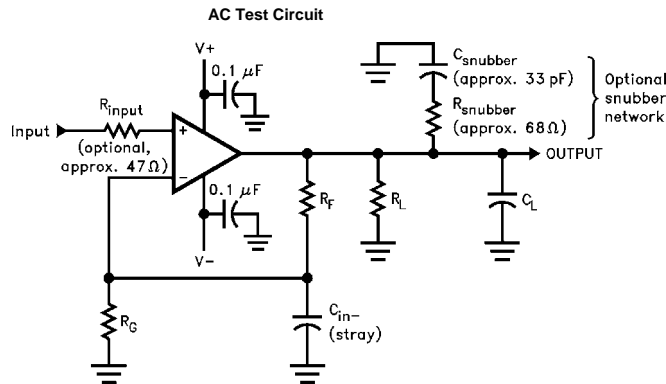 AC Test Circuit
V+
0.1 μF
C_snubber
(approx. 33 pF)
R_snubber
(approx. 68Ω)
Optional
snubber
network
R_input
Input
(optional,
approx. 47Ω)
+
−
OUTPUT
0.1 μF
V−
R_F
R_L
C_L
R_G
C_in−
(stray)